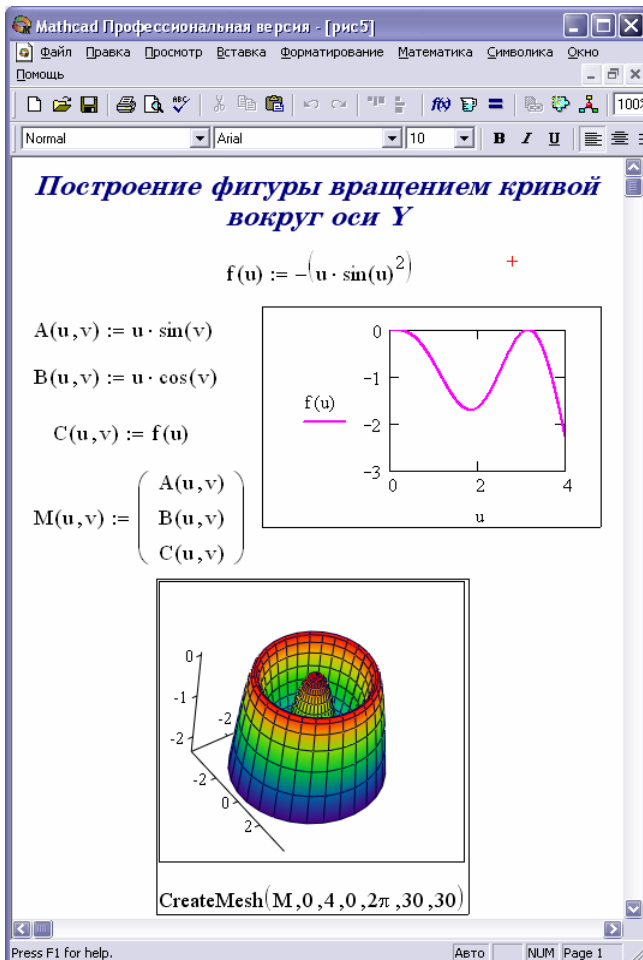 Mathcad Профессиональная версия - [рис5]
Файл Правка Просмотр Вставка Форматирование Математика Символика Окно
Помощь
100%
Normal Arial 10 B I U
Построение фигуры вращением кривой
вокруг оси Y
f(u) := -(u · sin(u)²)
A(u,v) := u · sin(v)
B(u,v) := u · cos(v)
C(u,v) := f(u)
M(u,v) := ( A(u,v)
B(u,v)
C(u,v) )
f(u)
0
-1
-2
-3
0 2 4
u
0
-1
-2
-2
-2
0
2
CreateMesh(M,0,4,0,2π,30,30)
Press F1 for help. Авто NUM Page 1